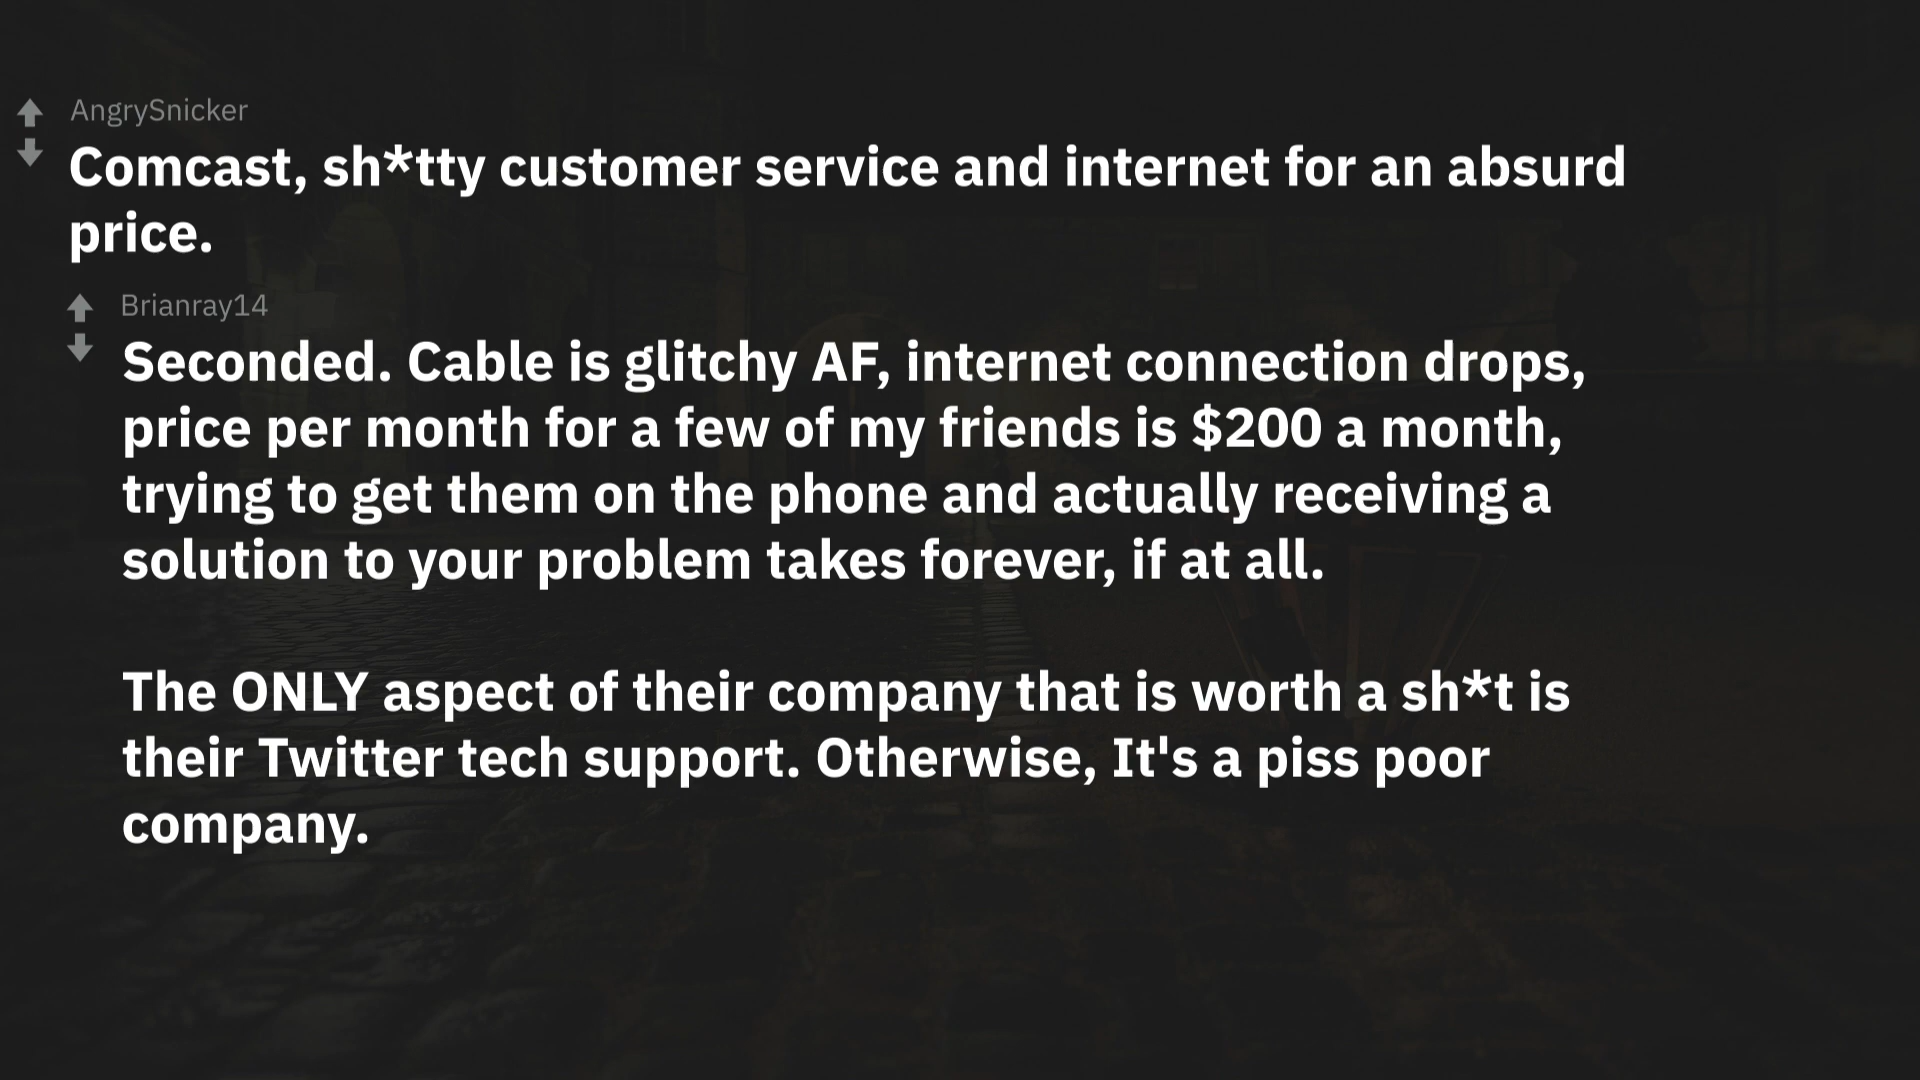 AngrySnicker
Comcast, sh*tty customer service and internet for an absurd
price.
Brianray14
Seconded. Cable is glitchy AF, internet connection drops,
price per month for a few of my friends is $200 a month,
trying to get them on the phone and actually receiving a
solution to your problem takes forever, if at all.
The ONLY aspect of their company that is worth a sh*t is
their Twitter tech support. Otherwise, It's a piss poor
company.